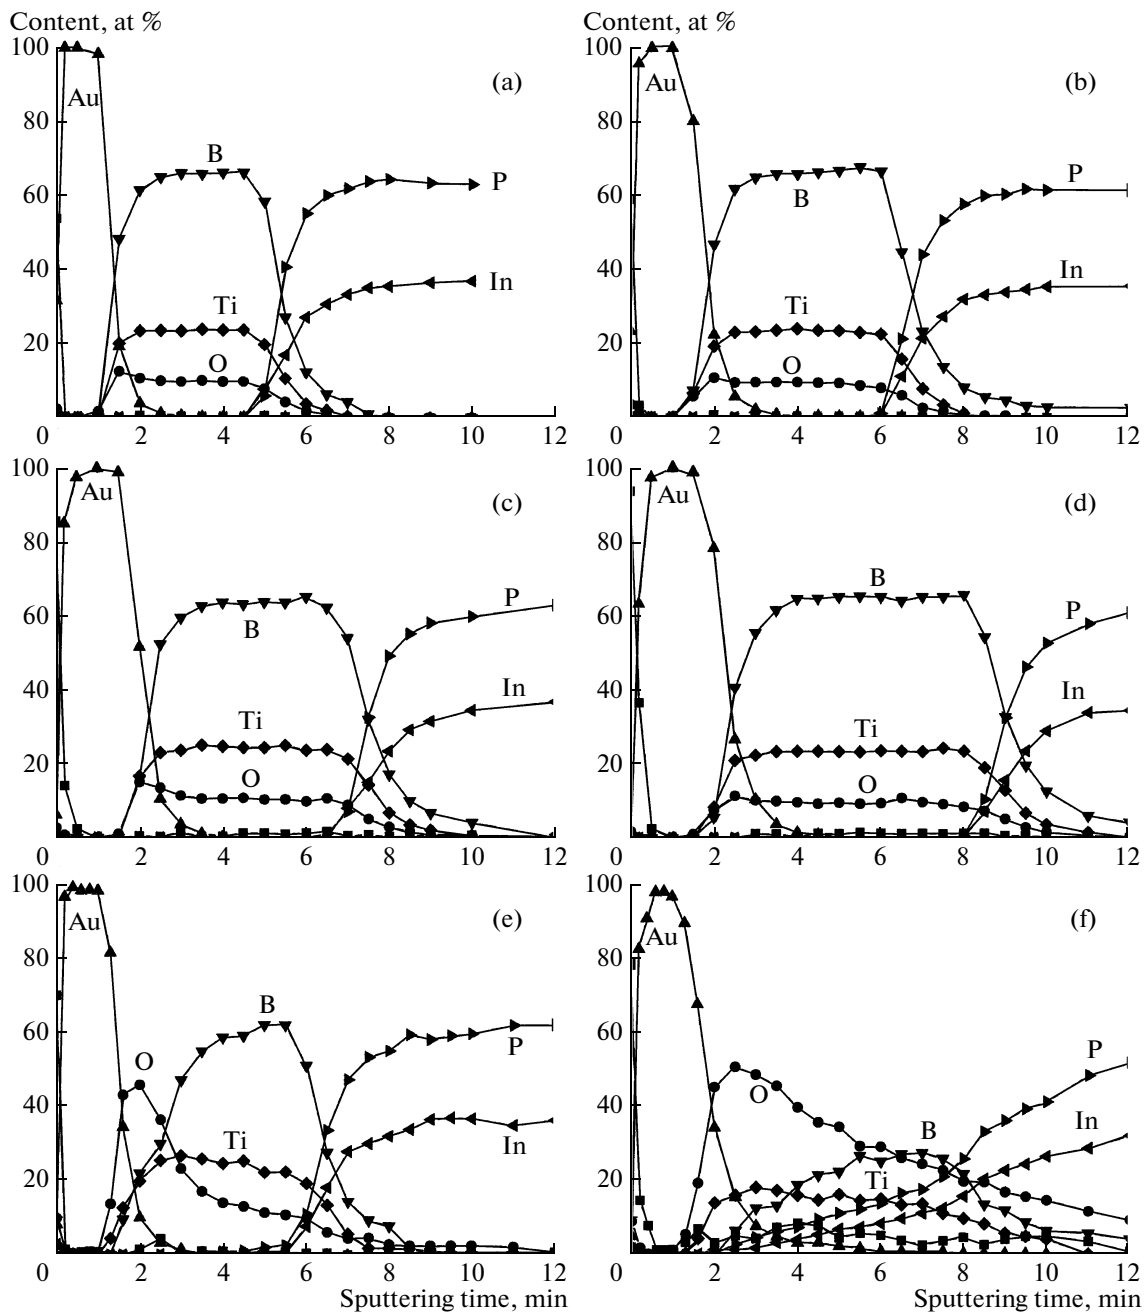 Content, at % Content, at %
100 (a) 100 (b)
Au Au
80 80
B
60 P 60 B P
40 In 40 In
Ti Ti
20 O 20 O
0 2 4 6 8 10 12 0 2 4 6 8 10 12
100 (c) 100 (d)
Au Au
80 80
B
60 B P 60 P
40 In 40 In
Ti Ti
20 O 20 O
0 2 4 6 8 10 12 0 2 4 6 8 10 12
100 (e) 100 (f)
Au Au
80 80
60 B P 60 P
O O
40 In 40 In
Ti B
20 20 Ti
0 2 4 6 8 10 12 0 2 4 6 8 10 12
Sputtering time, min Sputtering time, min